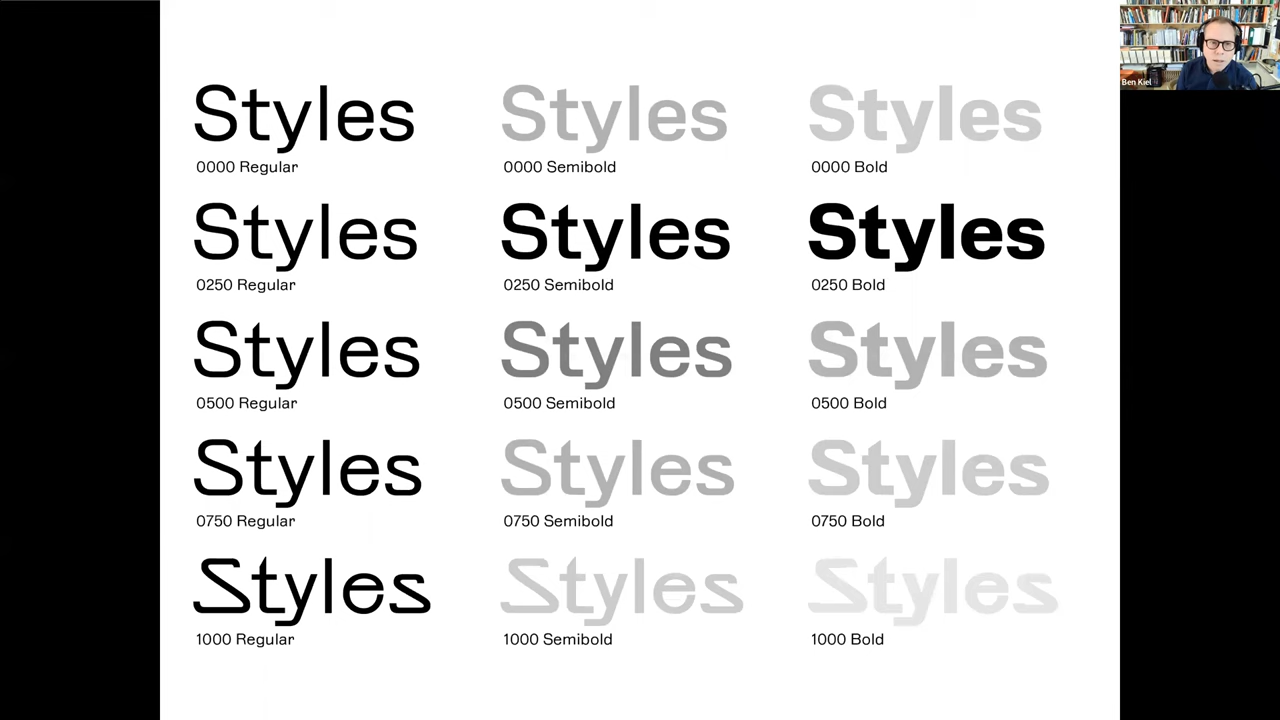 Styles Styles Styles
0000 Regular 0000 Semibold 0000 Bold
Styles Styles Styles
0250 Regular 0250 Semibold 0250 Bold
Styles Styles Styles
0500 Regular 0500 Semibold 0500 Bold
Styles Styles Styles
0750 Regular 0750 Semibold 0750 Bold
Styles Styles Styles
1000 Regular 1000 Semibold 1000 Bold
Ben Kiel